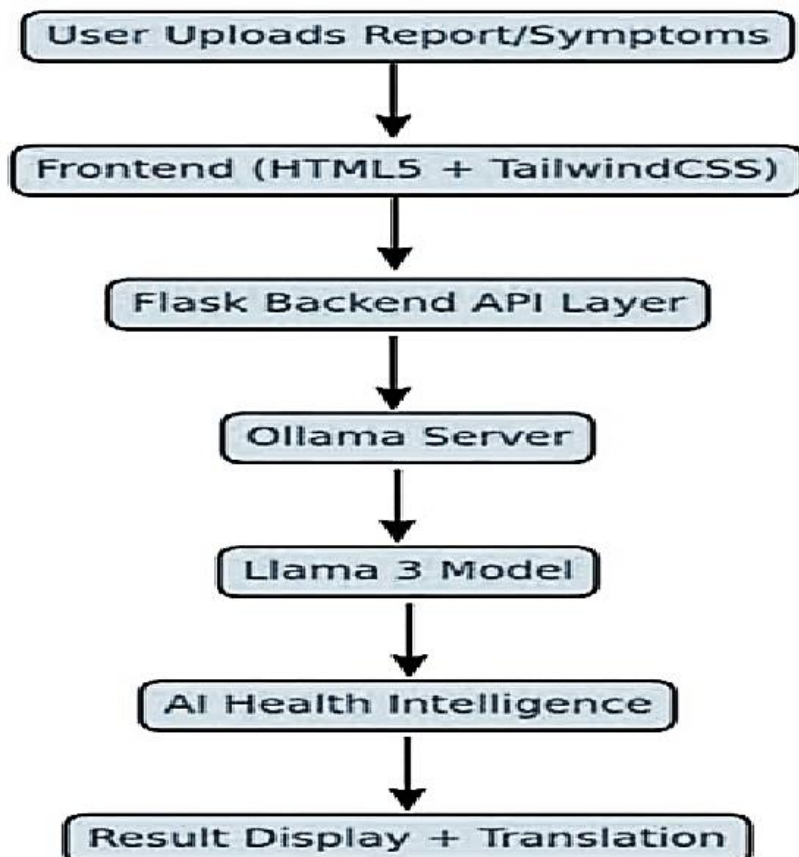 User Uploads Report/Symptoms
Frontend (HTML5 + TailwindCSS)
Flask Backend API Layer
Ollama Server
Llama 3 Model
AI Health Intelligence
Result Display + Translation